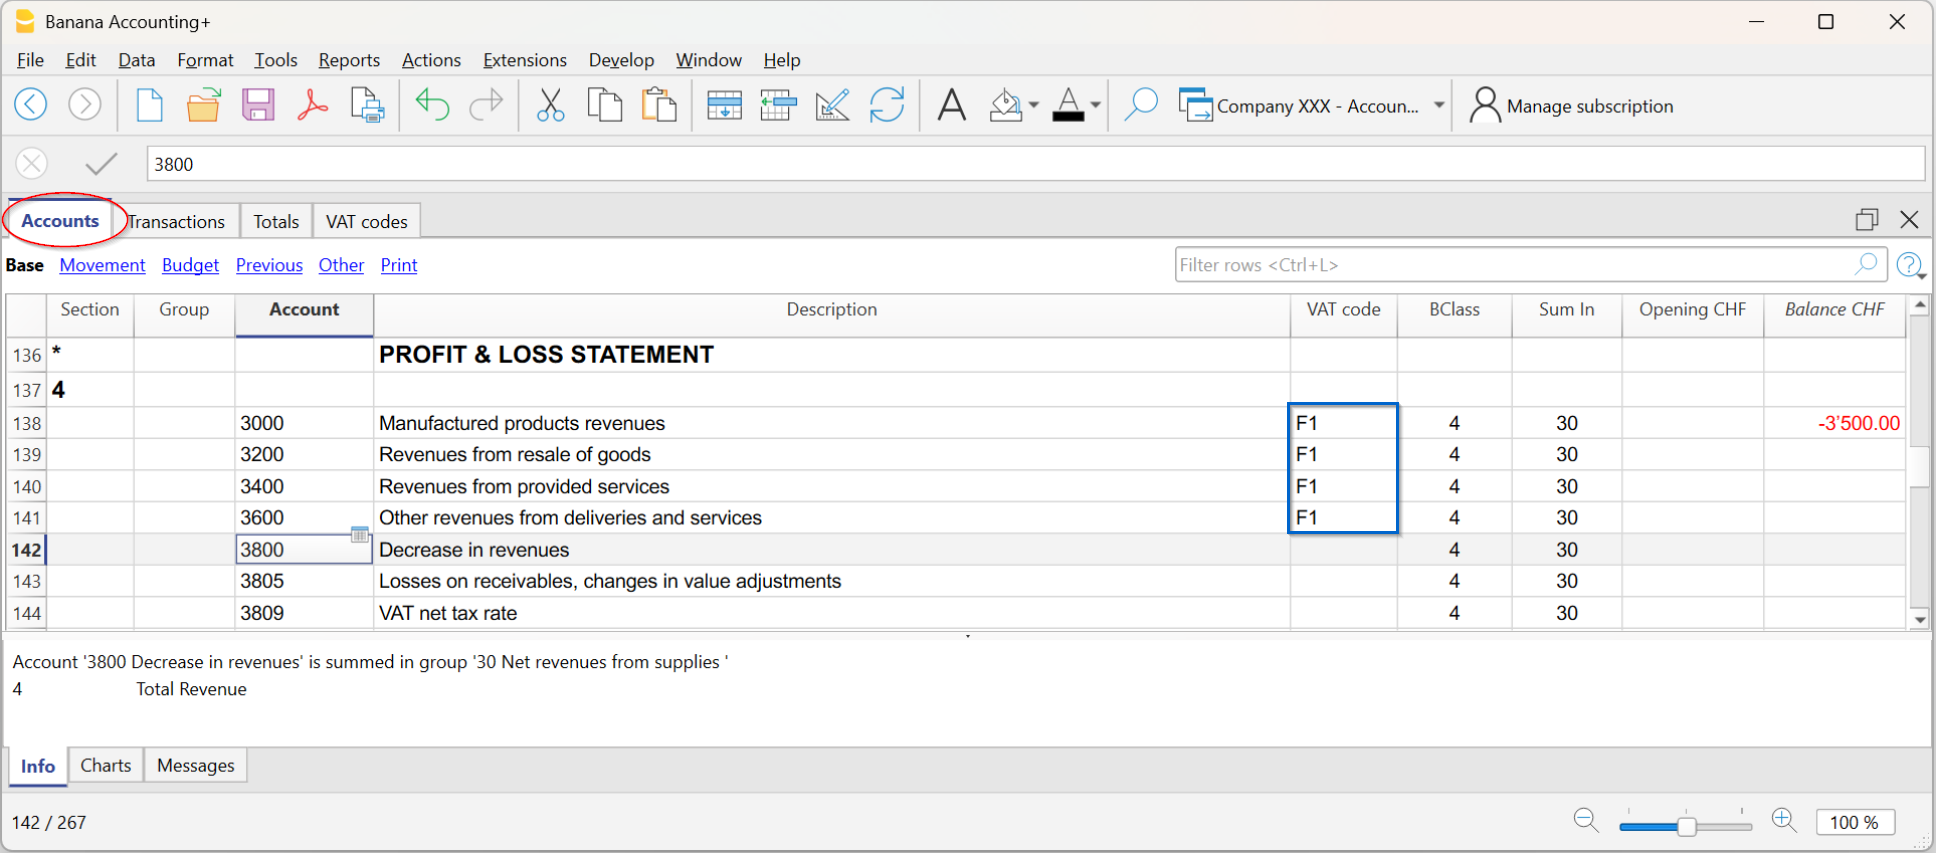 Banana Accounting+
File Edit Data Format Tools Reports Actions Extensions Develop Window Help
Company XXX - Accoun... Manage subscription
3800
Accounts Transactions Totals VAT codes
Base Movement Budget Previous Other Print Filter rows <Ctrl+L>
Section Group Account Description VAT code BClass Sum In Opening CHF Balance CHF
136 * PROFIT & LOSS STATEMENT
137 4
138 3000 Manufactured products revenues F1 4 30 -3'500.00
139 3200 Revenues from resale of goods F1 4 30
140 3400 Revenues from provided services F1 4 30
141 3600 Other revenues from deliveries and services F1 4 30
142 3800 Decrease in revenues 4 30
143 3805 Losses on receivables, changes in value adjustments 4 30
144 3809 VAT net tax rate 4 30
Account '3800 Decrease in revenues' is summed in group '30 Net revenues from supplies '
4 Total Revenue
Info Charts Messages
142 / 267 100 %